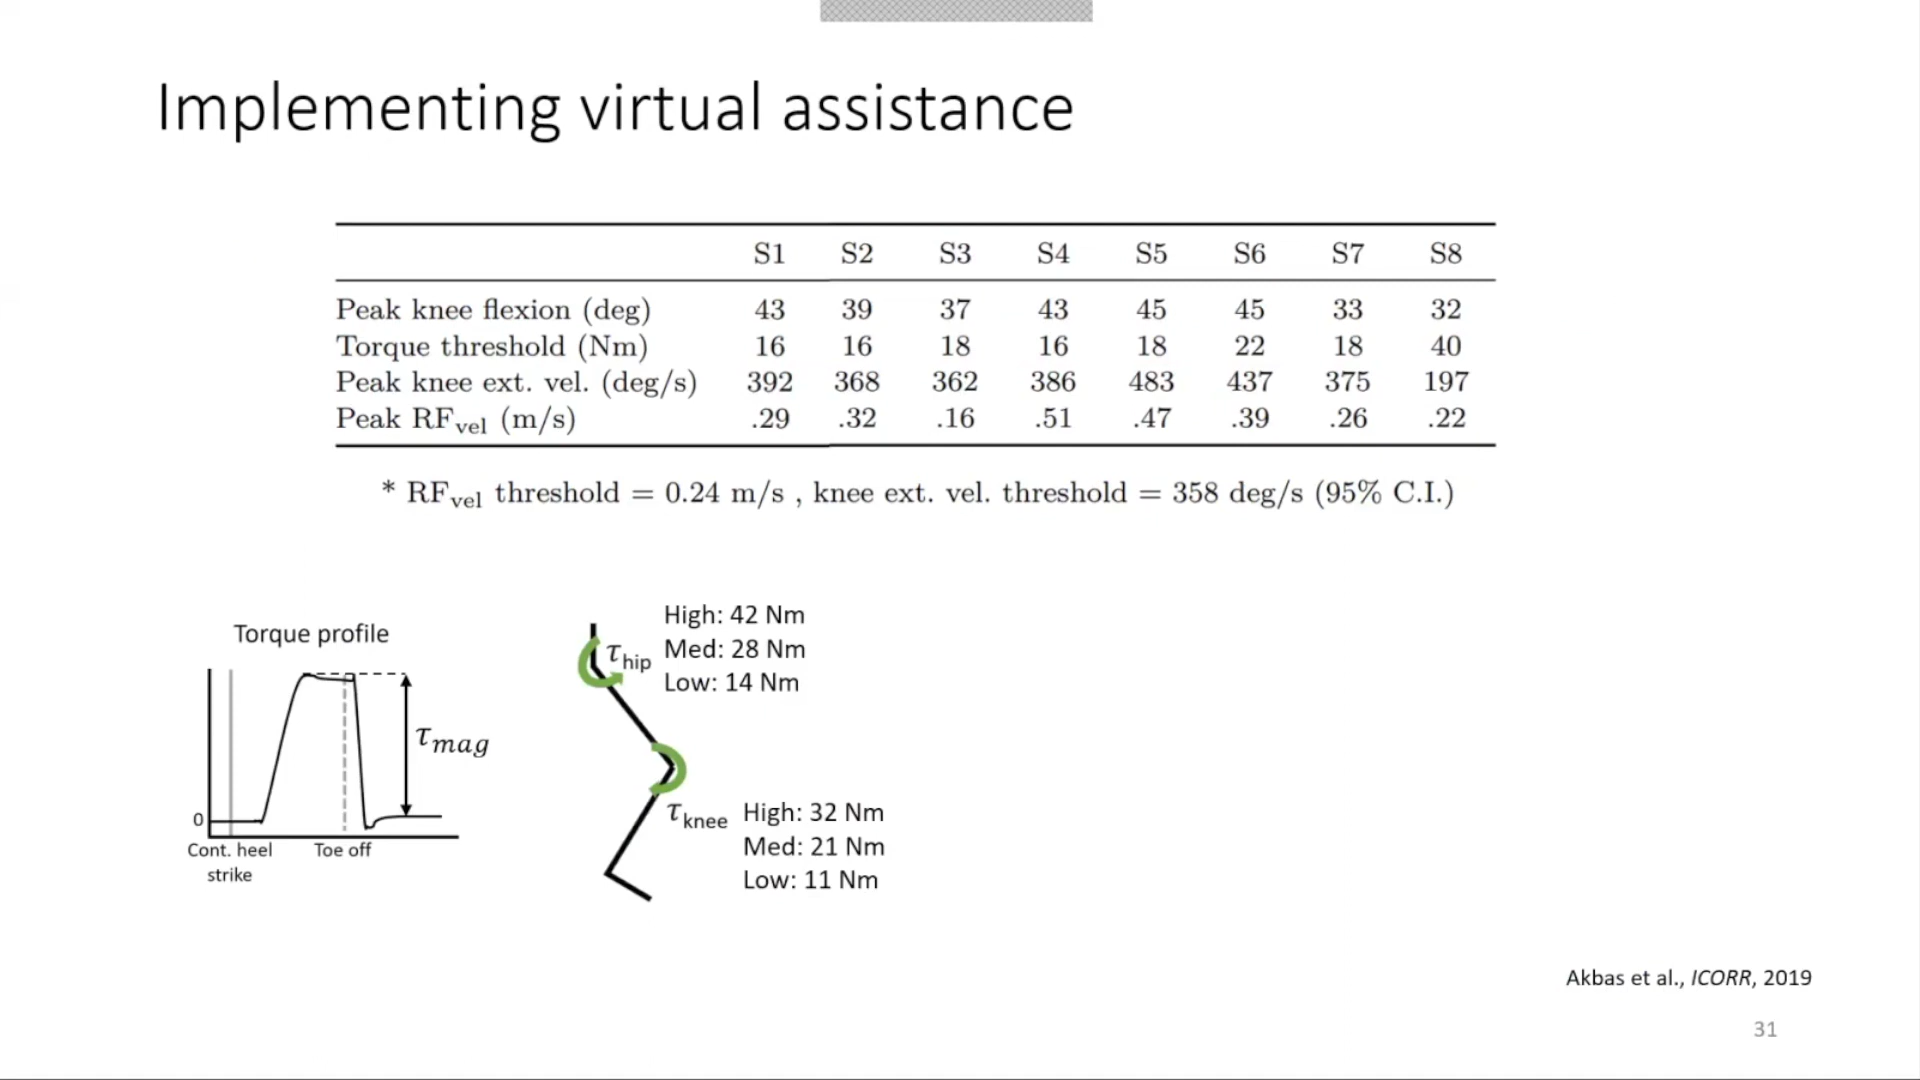 Implementing virtual assistance
S1 S2 S3 S4 S5 S6 S7 S8
Peak knee flexion (deg) 43 39 37 43 45 45 33 32
Torque threshold (Nm) 16 16 18 16 18 22 18 40
Peak knee ext. vel. (deg/s) 392 368 362 386 483 437 375 197
Peak RFvel (m/s) .29 .32 .16 .51 .47 .39 .26 .22
* RFvel threshold = 0.24 m/s , knee ext. vel. threshold = 358 deg/s (95% C.I.)
Torque profile
τmag
0
Cont. heel
strike
Toe off
τhip
High: 42 Nm
Med: 28 Nm
Low: 14 Nm
τknee
High: 32 Nm
Med: 21 Nm
Low: 11 Nm
Akbas et al., ICORR, 2019
31